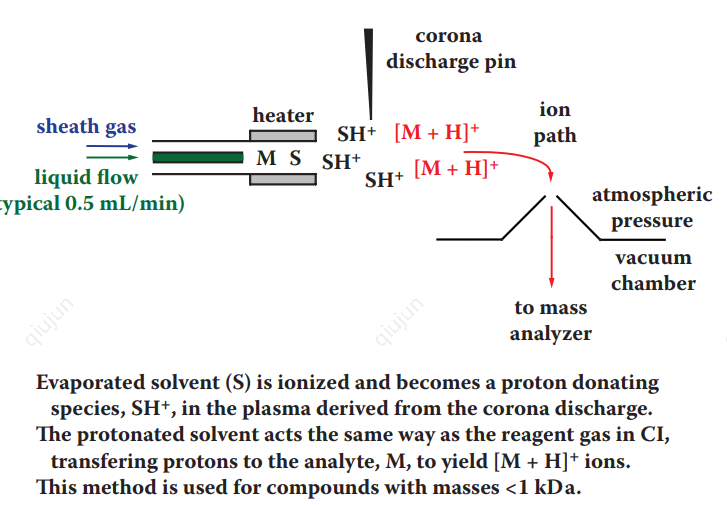 corona
discharge pin
heater
sheath gas
SH⁺ [M + H]⁺
ion
path
M S SH⁺
SH⁺ [M + H]⁺
liquid flow
typical 0.5 mL/min)
atmospheric
pressure
vacuum
chamber
to mass
analyzer
qiujun
qiujun
Evaporated solvent (S) is ionized and becomes a proton donating
species, SH⁺, in the plasma derived from the corona discharge.
The protonated solvent acts the same way as the reagent gas in CI,
transfering protons to the analyte, M, to yield [M + H]⁺ ions.
This method is used for compounds with masses <1 kDa.